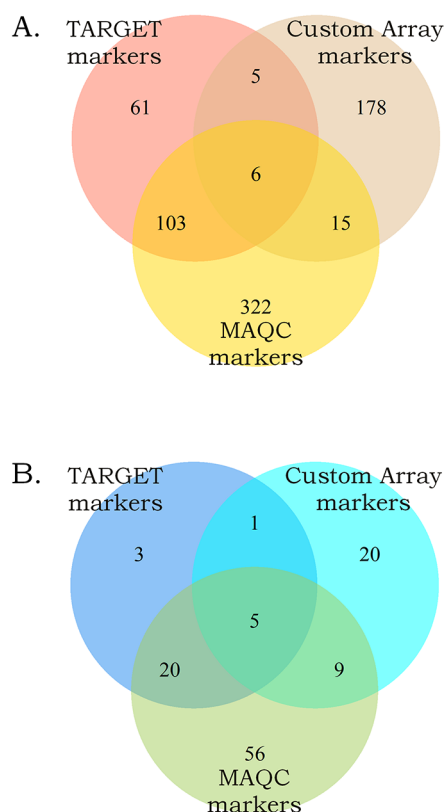 A.
TARGET markers
Custom Array markers
5
61
178
6
103
15
322
MAQC markers
B.
TARGET markers
Custom Array markers
1
3
20
5
20
9
56
MAQC markers